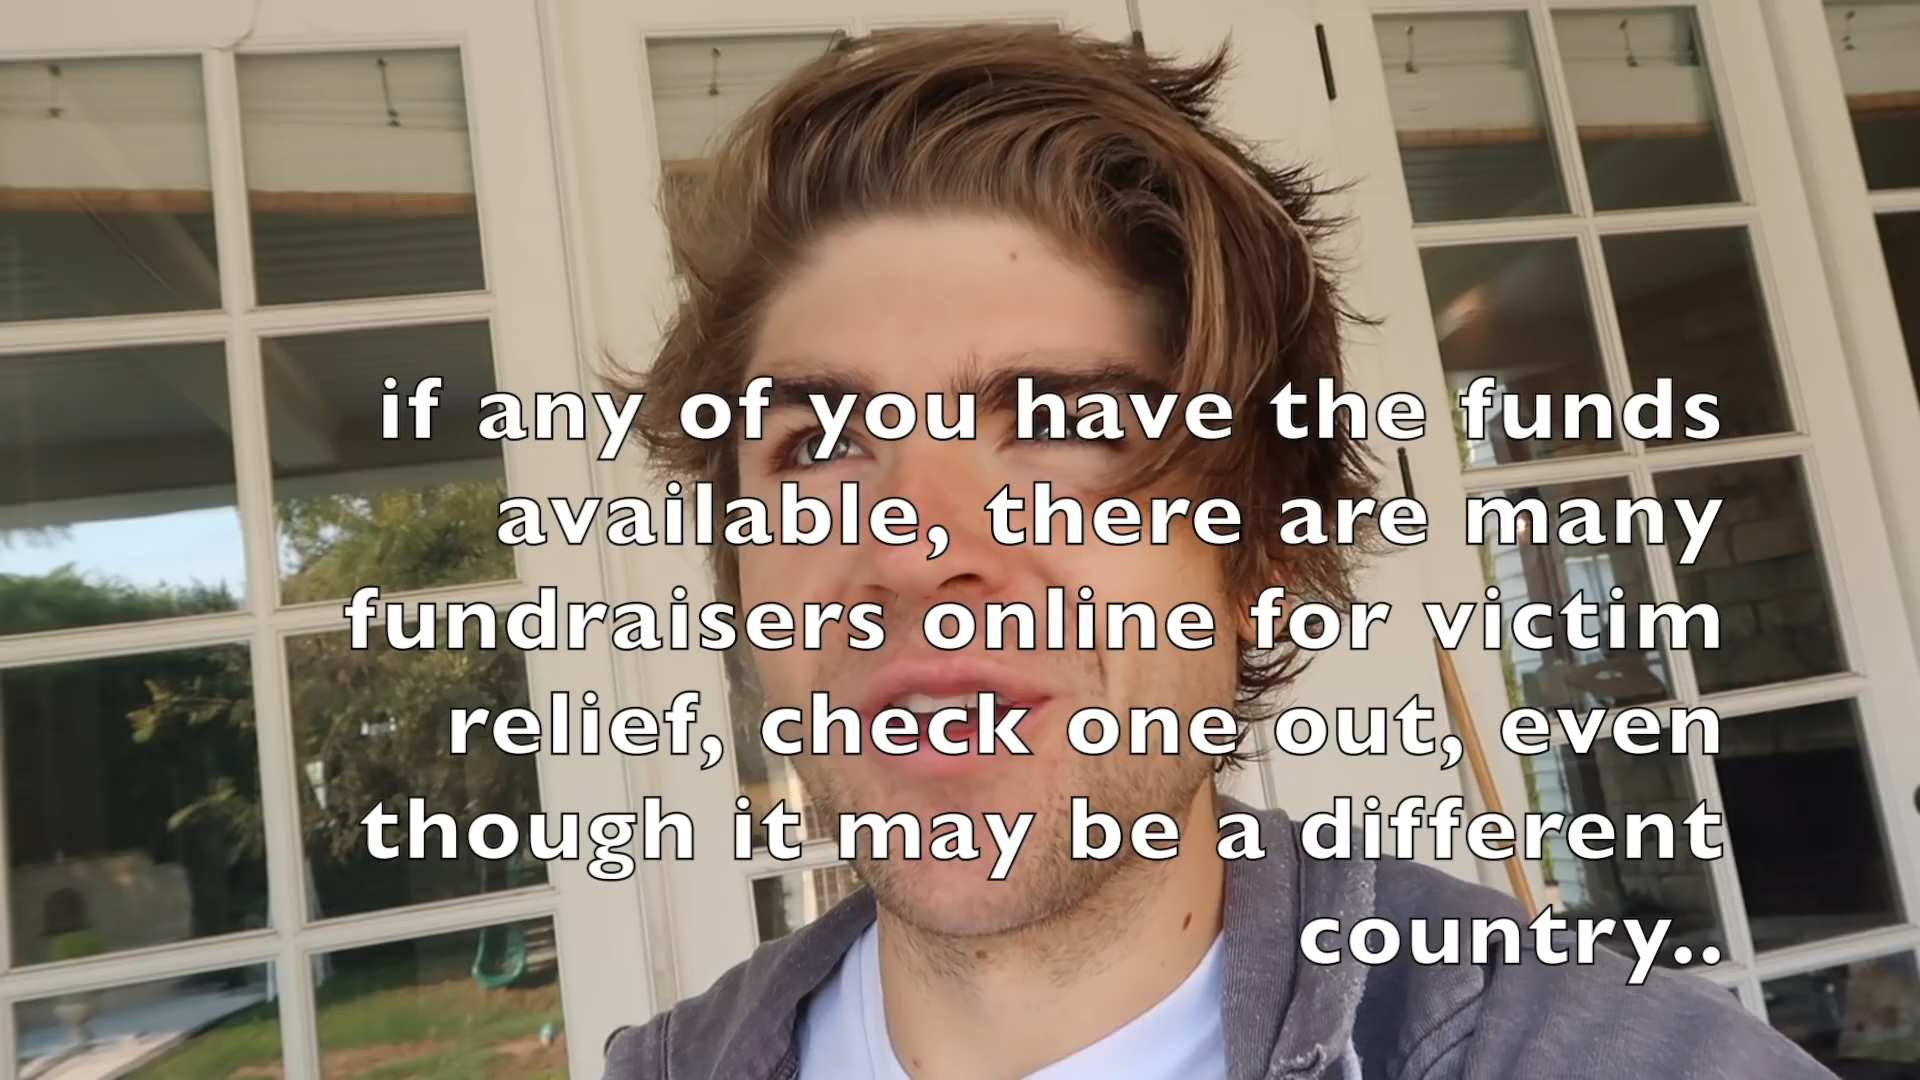 if any of you have the funds
available, there are many
fundraisers online for victim
relief, check one out, even
though it may be a different
country..